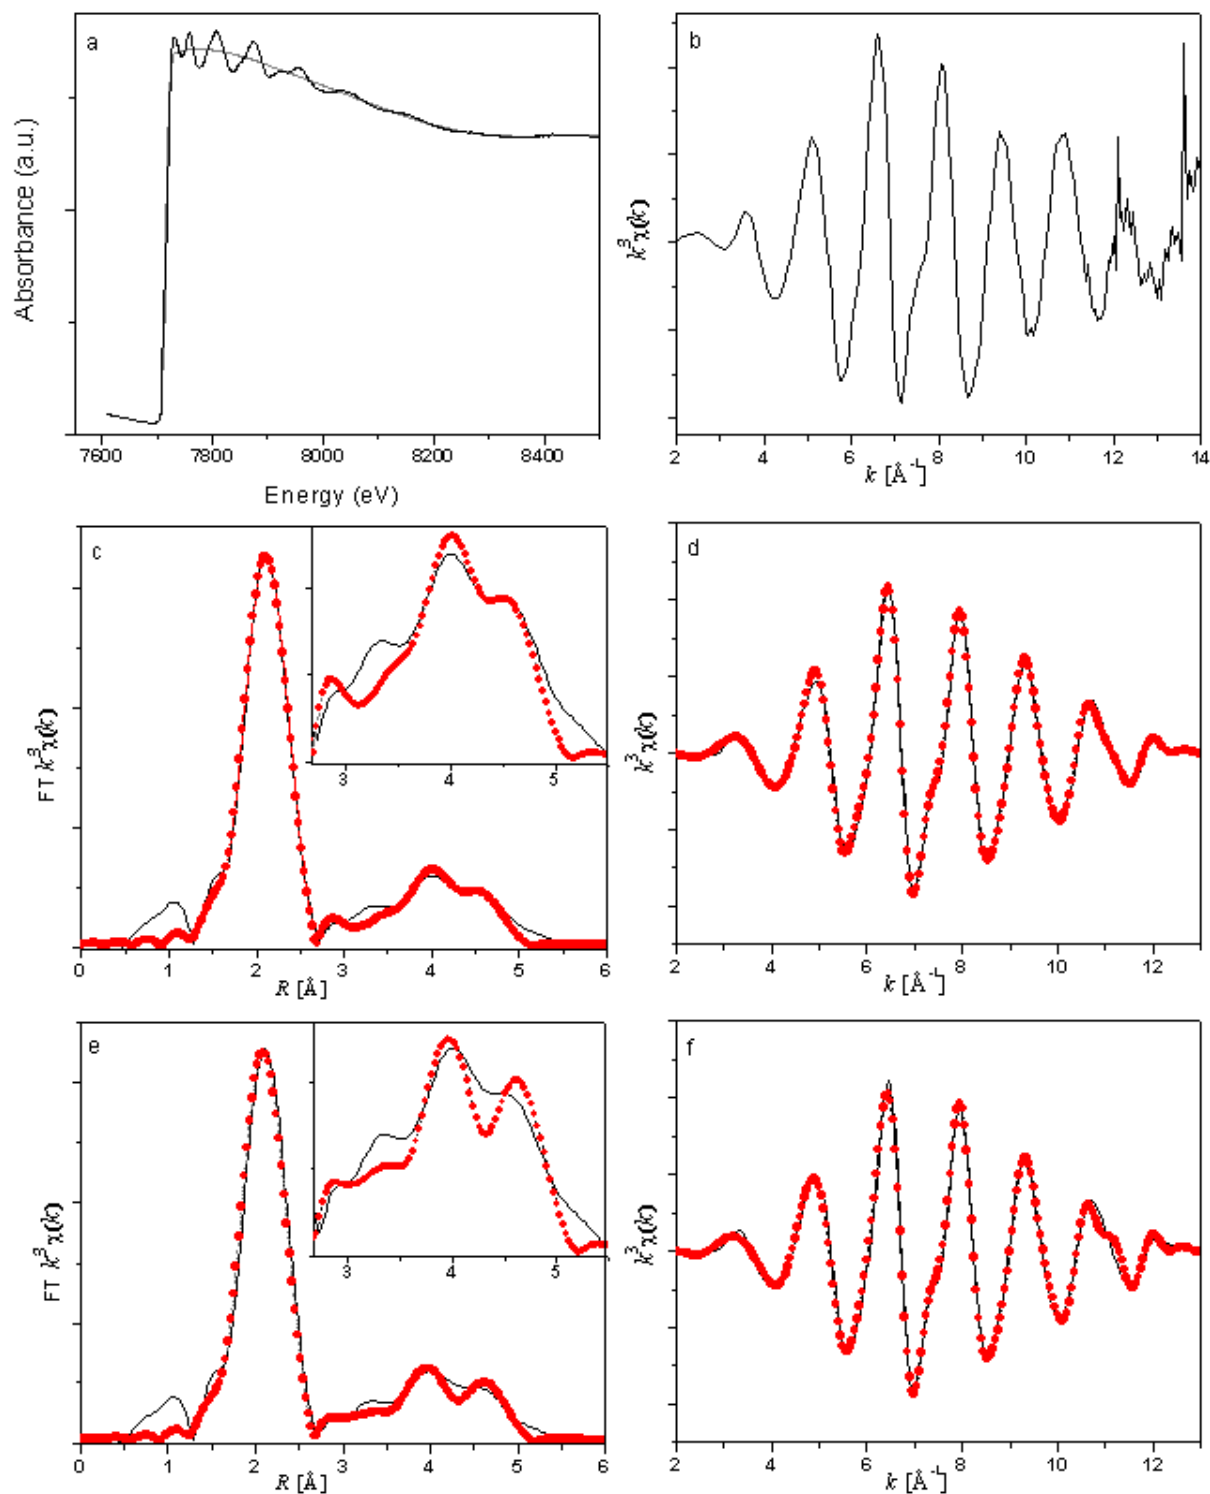 a
Absorbance (a.u.)
7600 7800 8000 8200 8400
Energy (eV)
b
k³χ(k)
2 4 6 8 10 12 14
k [Å⁻¹]
c
FT k³χ(k)
3 4 5
0 1 2 3 4 5 6
R [Å]
d
k³χ(k)
2 4 6 8 10 12
k [Å⁻¹]
e
FT k³χ(k)
3 4 5
0 1 2 3 4 5 6
R [Å]
f
k³χ(k)
2 4 6 8 10 12
k [Å⁻¹]